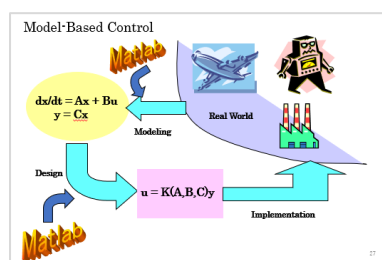 Model-Based Control
Matlab
dx/dt = Ax + Bu
y = Cx
Modeling
Real World
Design
u = K(A,B,C)y
Implementation
Matlab
27